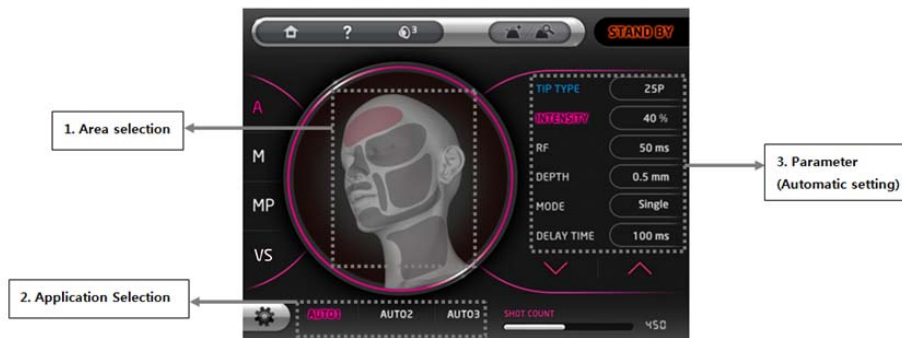 ? 3 STAND BY
A
M
MP
VS
TIP TYPE 25P
INTENSITY 40 %
RF 50 ms
DEPTH 0.5 mm
MODE Single
DELAY TIME 100 ms
1. Area selection
3. Parameter
(Automatic setting)
2. Application Selection
AUTO1 AUTO2 AUTO3 SHOT COUNT
450